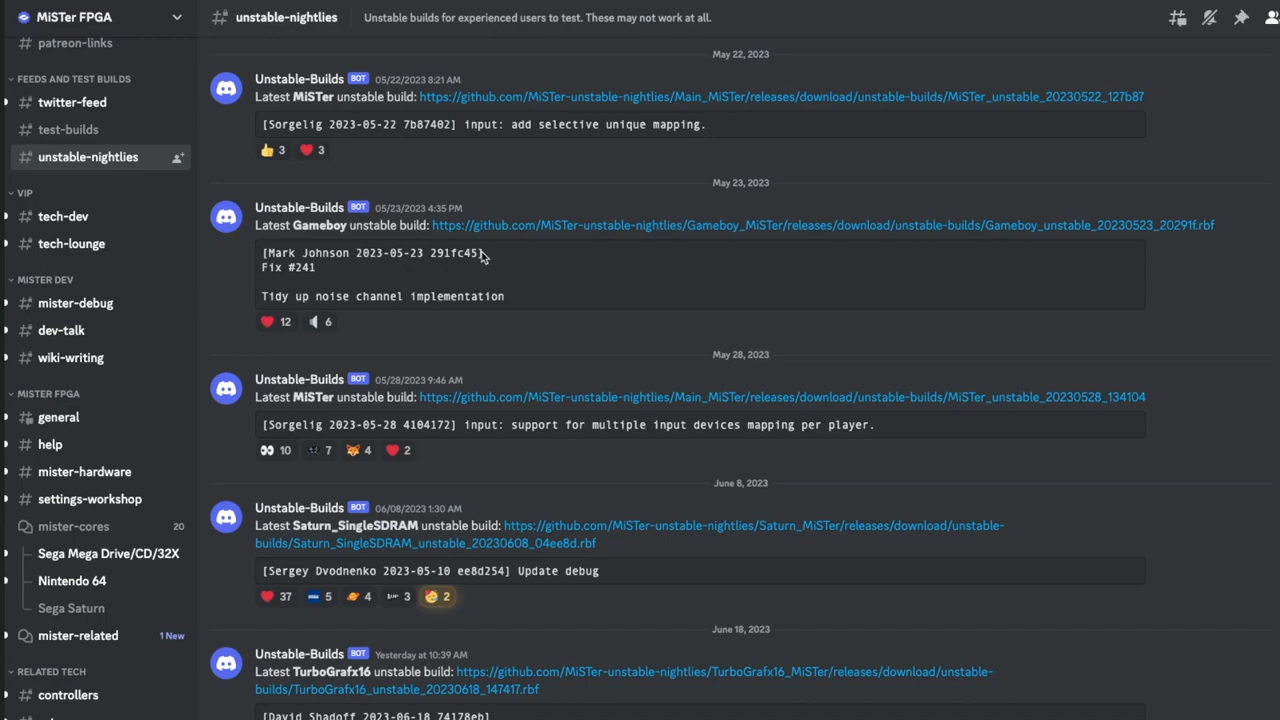 MiSTer FPGA
# patreon-links
FEEDS AND TEST BUILDS
# twitter-feed
# test-builds
# unstable-nightlies
VIP
# tech-dev
# tech-lounge
MISTER DEV
# mister-debug
# dev-talk
# wiki-writing
MISTER FPGA
# general
# help
# mister-hardware
# settings-workshop
mister-cores 20
Sega Mega Drive/CD/32X
Nintendo 64
Sega Saturn
mister-related 1 New
RELATED TECH
# controllers
# unstable-nightlies Unstable builds for experienced users to test. These may not work at all.
May 22, 2023
Unstable-Builds BOT 05/22/2023 8:21 AM
Latest MiSTer unstable build: https://github.com/MiSTer-unstable-nightlies/Main_MiSTer/releases/download/unstable-builds/MiSTer_unstable_20230522_127b87
[Sorgelig 2023-05-22 7b87402] input: add selective unique mapping.
3 3
May 23, 2023
Unstable-Builds BOT 05/23/2023 4:35 PM
Latest Gameboy unstable build: https://github.com/MiSTer-unstable-nightlies/Gameboy_MiSTer/releases/download/unstable-builds/Gameboy_unstable_20230523_20291f.rbf
[Mark Johnson 2023-05-23 291fc45]
Fix #241
Tidy up noise channel implementation
12 6
May 28, 2023
Unstable-Builds BOT 05/28/2023 9:46 AM
Latest MiSTer unstable build: https://github.com/MiSTer-unstable-nightlies/Main_MiSTer/releases/download/unstable-builds/MiSTer_unstable_20230528_134104
[Sorgelig 2023-05-28 4104172] input: support for multiple input devices mapping per player.
10 7 4 2
June 8, 2023
Unstable-Builds BOT 06/08/2023 1:30 AM
Latest Saturn_SingleSDRAM unstable build: https://github.com/MiSTer-unstable-nightlies/Saturn_MiSTer/releases/download/unstable-
builds/Saturn_SingleSDRAM_unstable_20230608_04ee8d.rbf
[Sergey Dvodnenko 2023-05-10 ee8d254] Update debug
37 5 4 3 2
June 18, 2023
Unstable-Builds BOT Yesterday at 10:39 AM
Latest TurboGrafx16 unstable build: https://github.com/MiSTer-unstable-nightlies/TurboGrafx16_MiSTer/releases/download/unstable-
builds/TurboGrafx16_unstable_20230618_147417.rbf
[David Shadoff 2023-06-18 74178eb]